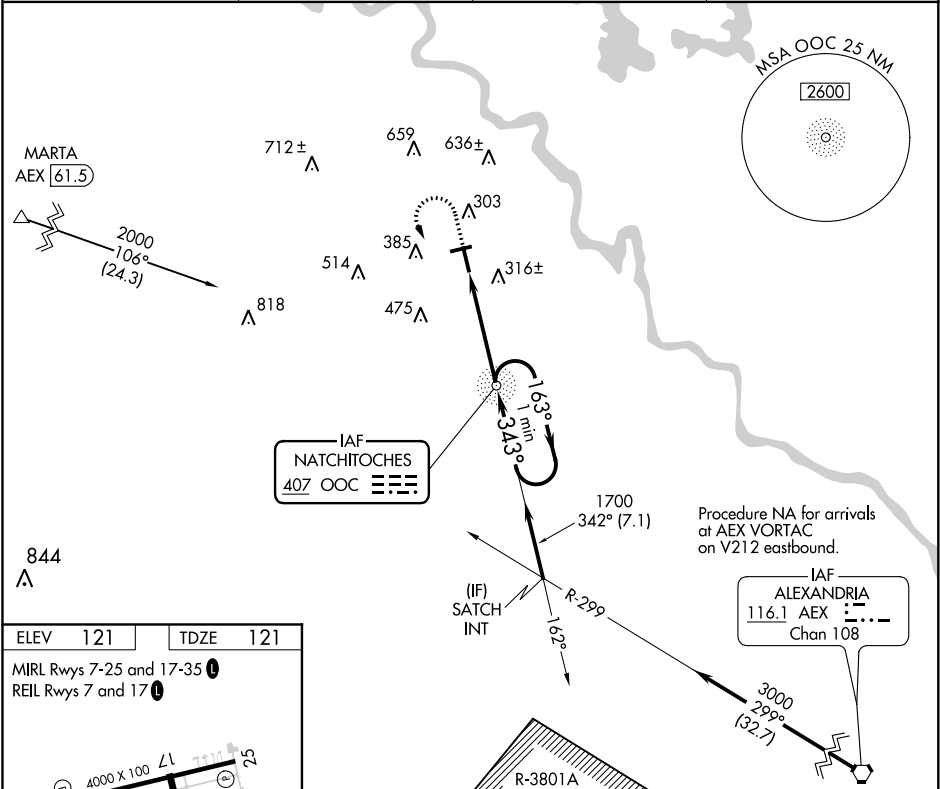 MSA OOC 25 NM
2600
MARTA
AEX 61.5
712 ±
659
636±
303
2000
106°
(24.3)
385
514
316±
818
475
163°
1 min
343°
IAF
NATCHITOCHES
407 OOC
1700
342° (7.1)
Procedure NA for arrivals
at AEX VORTAC
on V212 eastbound.
844
(IF)
SATCH
INT
R-299
162°
IAF
ALEXANDRIA
116.1 AEX
Chan 108
3000
299°
(32.7)
ELEV 121 TDZE 121
MIRL Rwys 7-25 and 17-35 L
REIL Rwys 7 and 17 L
4000 X 100
17
25
P
R-3801A